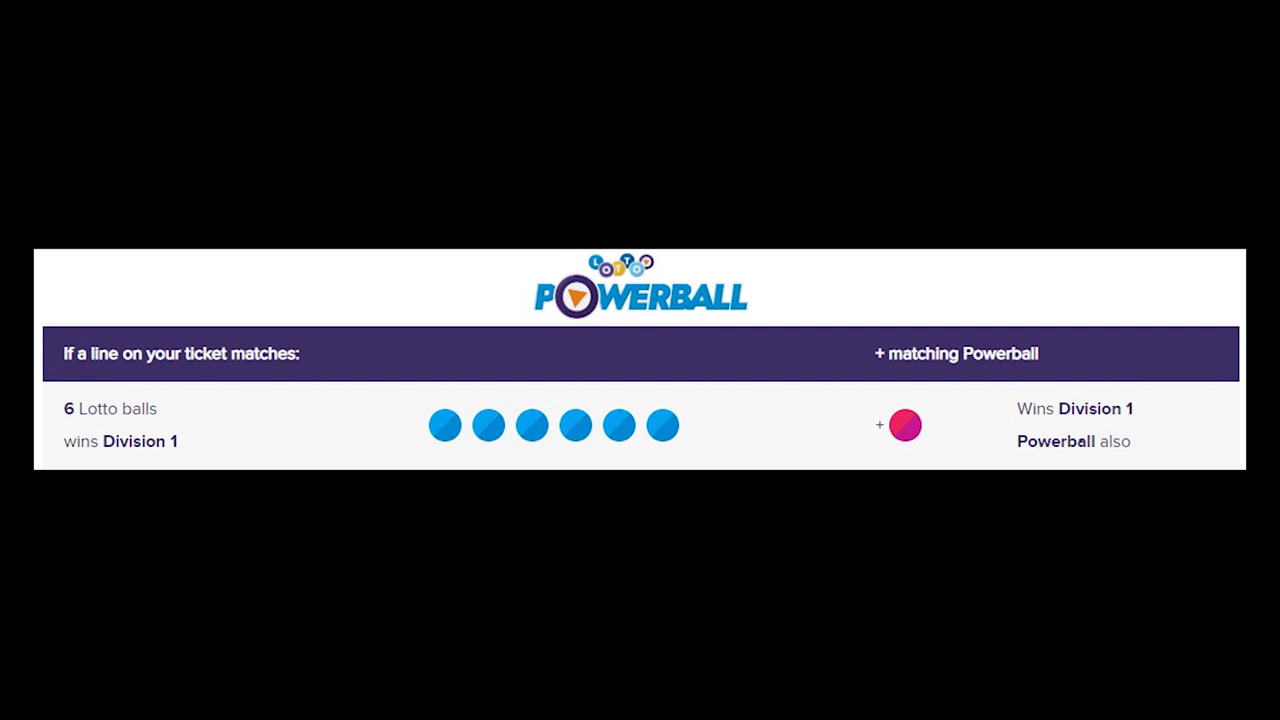 LOTTO
POWERBALL
If a line on your ticket matches:
+ matching Powerball
6 Lotto balls
wins Division 1
+
Wins Division 1
Powerball also